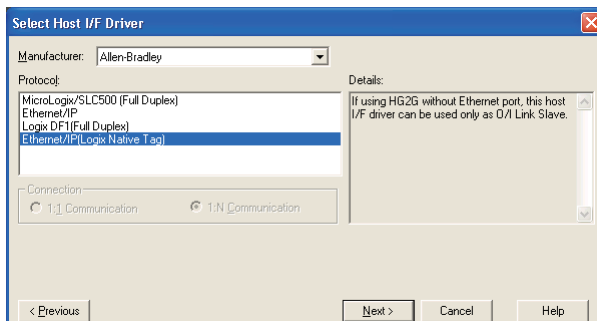 Select Host I/F Driver
Manufacturer: Allen-Bradley
Protocol: Details:
MicroLogix/SLC500 (Full Duplex)
Ethernet/IP
Logix DF1(Full Duplex)
Ethernet/IP(Logix Native Tag)
If using HG2G without Ethernet port, this host
I/F driver can be used only as O/I Link Slave.
Connection
1:1 Communication 1:N Communication
< Previous Next > Cancel Help